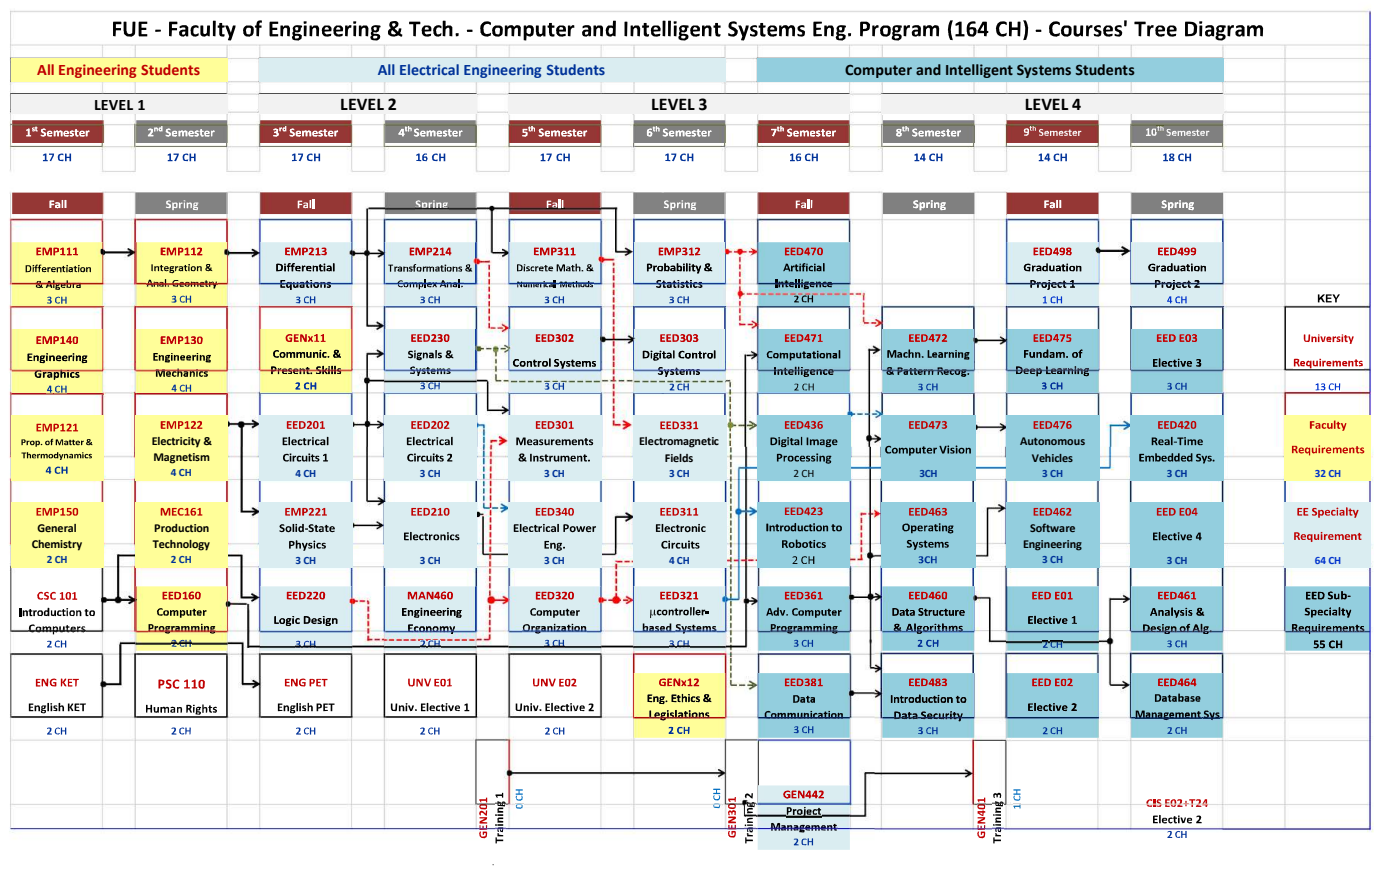 FUE - Faculty of Engineering & Tech. - Computer and Intelligent Systems Eng. Program (164 CH) - Courses' Tree Diagram
All Engineering Students
All Electrical Engineering Students
Computer and Intelligent Systems Students
LEVEL 1
LEVEL 2
LEVEL 3
LEVEL 4
1st Semester
2nd Semester
3rd Semester
4th Semester
5th Semester
6th Semester
7th Semester
8th Semester
9th Semester
10th Semester
17 CH
17 CH
17 CH
16 CH
17 CH
17 CH
16 CH
14 CH
14 CH
18 CH
Fall
Spring
Fall
Spring
Fall
Spring
Fall
Spring
Fall
Spring
EMP111
Differentiation
& Algebra
3 CH
EMP112
Integration &
Anal. Geometry
3 CH
EMP213
Differential
Equations
3 CH
EMP214
Transformations &
Complex Anal.
3 CH
EMP311
Discrete Math. &
Numerical Methods
3 CH
EMP312
Probability &
Statistics
3 CH
EED470
Artificial
Intelligence
2 CH
EED498
Graduation
Project 1
1 CH
EED499
Graduation
Project 2
4 CH
KEY
EMP140
Engineering
Graphics
4 CH
EMP130
Engineering
Mechanics
4 CH
GENx11
Communic. &
Present. Skills
2 CH
EED230
Signals &
Systems
3 CH
EED302
Control Systems
3 CH
EED303
Digital Control
Systems
2 CH
EED471
Computational
Intelligence
2 CH
EED472
Machn. Learning
& Pattern Recog.
3 CH
EED475
Fundam. of
Deep Learning
3 CH
EED E03
Elective 3
3 CH
University
Requirements
13 CH
EMP121
Prop. of Matter &
Thermodynamics
4 CH
EMP122
Electricity &
Magnetism
4 CH
EED201
Electrical
Circuits 1
4 CH
EED202
Electrical
Circuits 2
3 CH
EED301
Measurements
& Instrument.
3 CH
EED331
Electromagnetic
Fields
3 CH
EED436
Digital Image
Processing
2 CH
EED473
Computer Vision
3CH
EED476
Autonomous
Vehicles
3 CH
EED420
Real-Time
Embedded Sys.
3 CH
Faculty
Requirements
32 CH
EMP150
General
Chemistry
2 CH
MEC161
Production
Technology
2 CH
EMP221
Solid-State
Physics
3 CH
EED210
Electronics
3 CH
EED340
Electrical Power
Eng.
3 CH
EED311
Electronic
Circuits
4 CH
EED423
Introduction to
Robotics
2 CH
EED463
Operating
Systems
3CH
EED462
Software
Engineering
3 CH
EED E04
Elective 4
3 CH
EE Specialty
Requirement
64 CH
CSC 101
Introduction to
Computers
2 CH
EED160
Computer
Programming
2 CH
EED220
Logic Design
3 CH
MAN460
Engineering
Economy
2 CH
EED320
Computer
Organization
3 CH
EED321
μcontroller-
based Systems
3 CH
EED361
Adv. Computer
Programming
3 CH
EED460
Data Structure
& Algorithms
2 CH
EED E01
Elective 1
2 CH
EED461
Analysis &
Design of Alg.
3 CH
EED Sub-
Specialty
Requirements
55 CH
ENG KET
English KET
2 CH
PSC 110
Human Rights
2 CH
ENG PET
English PET
2 CH
UNV E01
Univ. Elective 1
2 CH
UNV E02
Univ. Elective 2
2 CH
GENx12
Eng. Ethics &
Legislations
2 CH
EED381
Data
Communication
3 CH
EED483
Introduction to
Data Security
3 CH
EED E02
Elective 2
2 CH
EED464
Database
Management Sys
2 CH
GEN201
Training 1
0 CH
0 CH
GEN301
Training 2
GEN442
Project
Management
2 CH
GEN401
Training 3
1 CH
CIS E02+T24
Elective 2
2 CH